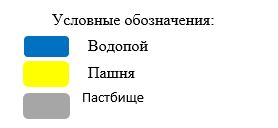 Условные обозначения:
Водопой
Пашня
Пастбище